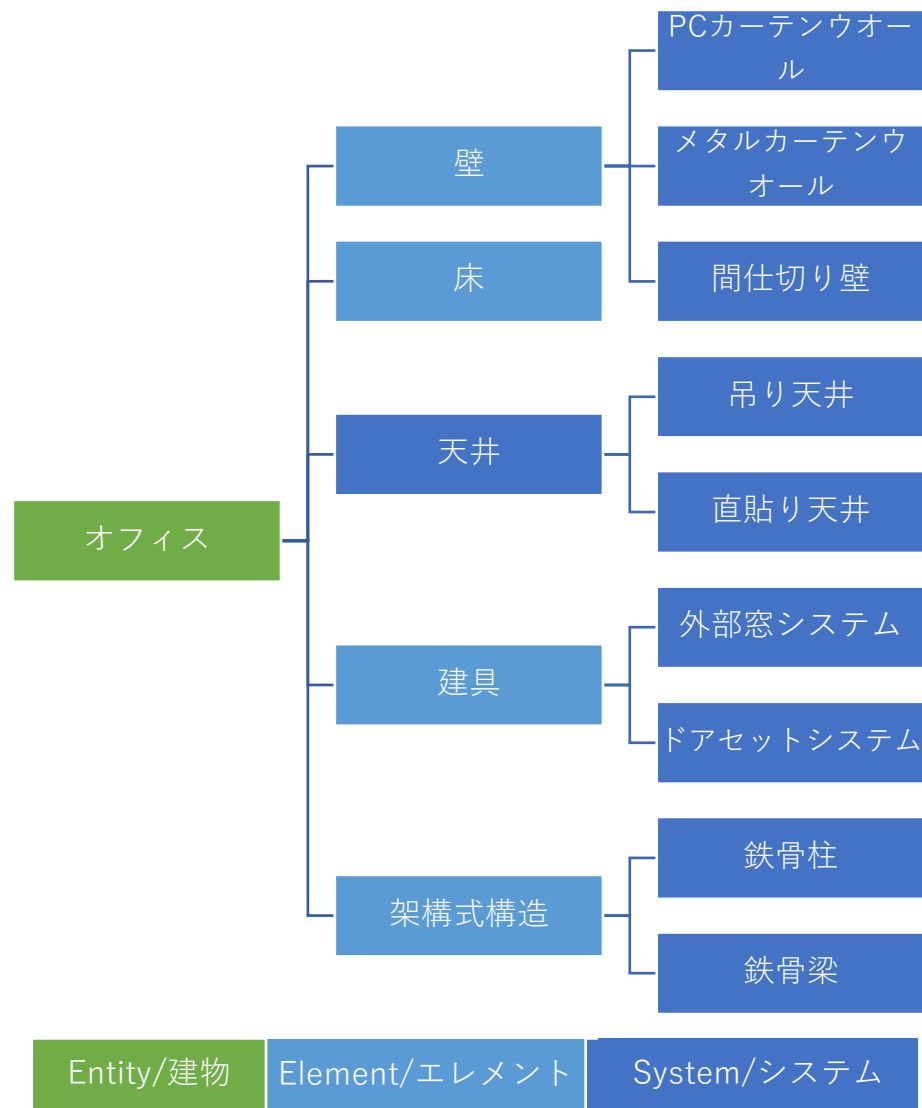 PCカーテンウオー
ル
メタルカーテンウ
オール
壁
間仕切り壁
床
吊り天井
天井
直貼り天井
オフィス
外部窓システム
建具
ドアセットシステム
鉄骨柱
架構式構造
鉄骨梁
Entity/建物
Element/エレメント
System/システム